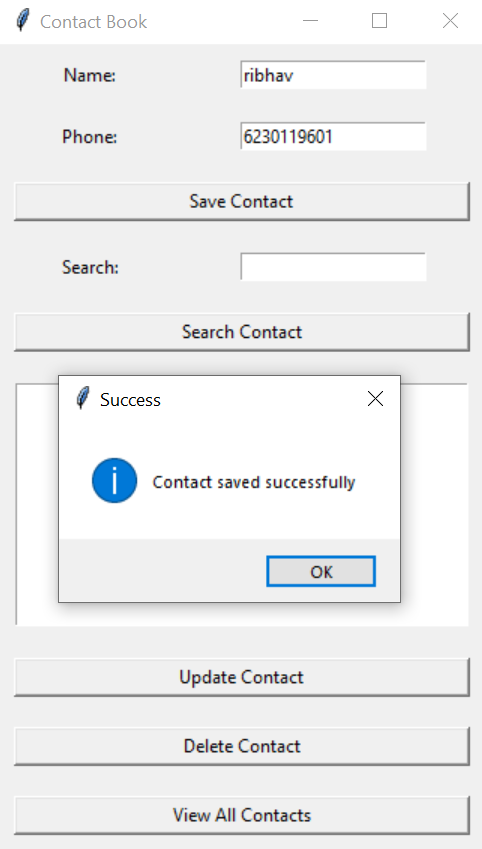 Contact Book
Name:
ribhav
Phone:
6230119601
Save Contact
Search:
Search Contact
Success
Contact saved successfully
OK
Update Contact
Delete Contact
View All Contacts